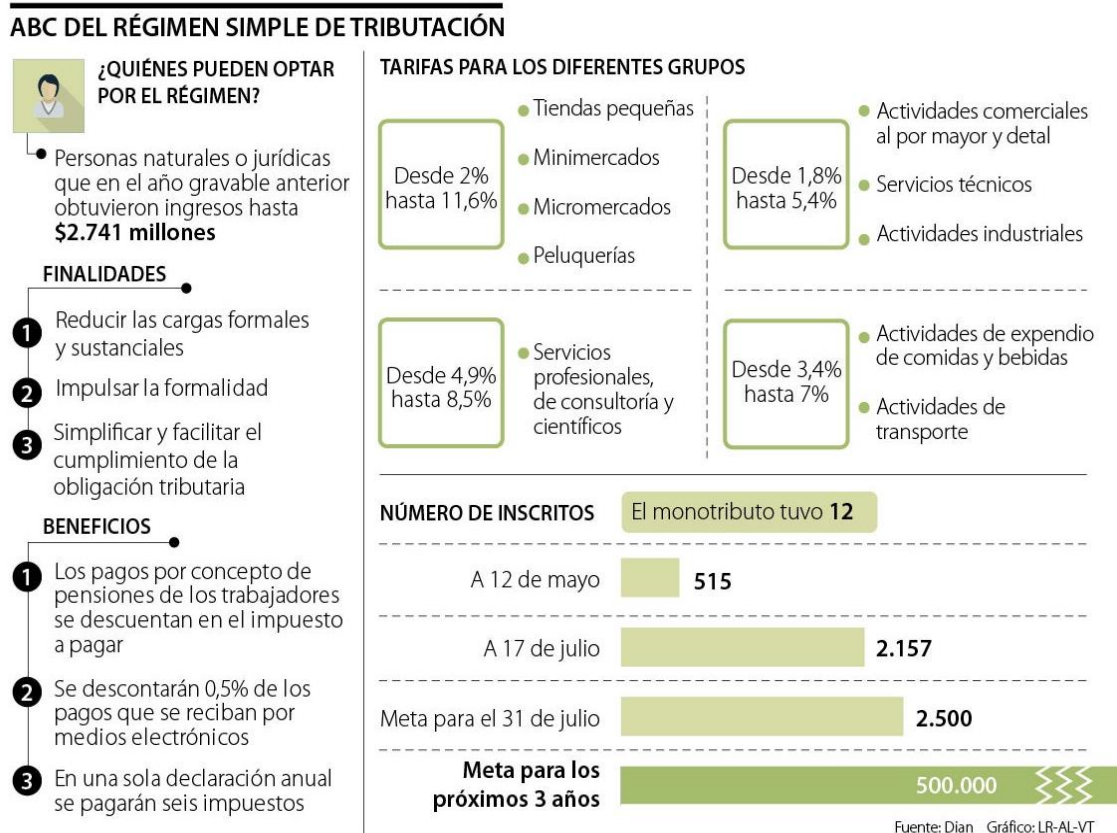 ABC DEL RÉGIMEN SIMPLE DE TRIBUTACIÓN
¿QUIÉNES PUEDEN OPTAR
POR EL RÉGIMEN?
Personas naturales o jurídicas
que en el año gravable anterior
obtuvieron ingresos hasta
$2.741 millones
FINALIDADES
1 Reducir las cargas formales
y sustanciales
2 Impulsar la formalidad
3 Simplificar y facilitar el
cumplimiento de la
obligación tributaria
BENEFICIOS
1 Los pagos por concepto de
pensiones de los trabajadores
se descuentan en el impuesto
a pagar
2 Se descontarán 0,5% de los
pagos que se reciban por
medios electrónicos
3 En una sola declaración anual
se pagarán seis impuestos
TARIFAS PARA LOS DIFERENTES GRUPOS
Desde 2%
hasta 11,6%
Tiendas pequeñas
Minimercados
Micromercados
Peluquerías
Desde 1,8%
hasta 5,4%
Actividades comerciales
al por mayor y detal
Servicios técnicos
Actividades industriales
Desde 4,9%
hasta 8,5%
Servicios
profesionales,
de consultoría y
científicos
Desde 3,4%
hasta 7%
Actividades de expendio
de comidas y bebidas
Actividades de
transporte
NÚMERO DE INSCRITOS
El monotributo tuvo 12
A 12 de mayo 515
A 17 de julio 2.157
Meta para el 31 de julio 2.500
Meta para los
próximos 3 años
500.000
Fuente: Dian Gráfico: LR-AL-VT